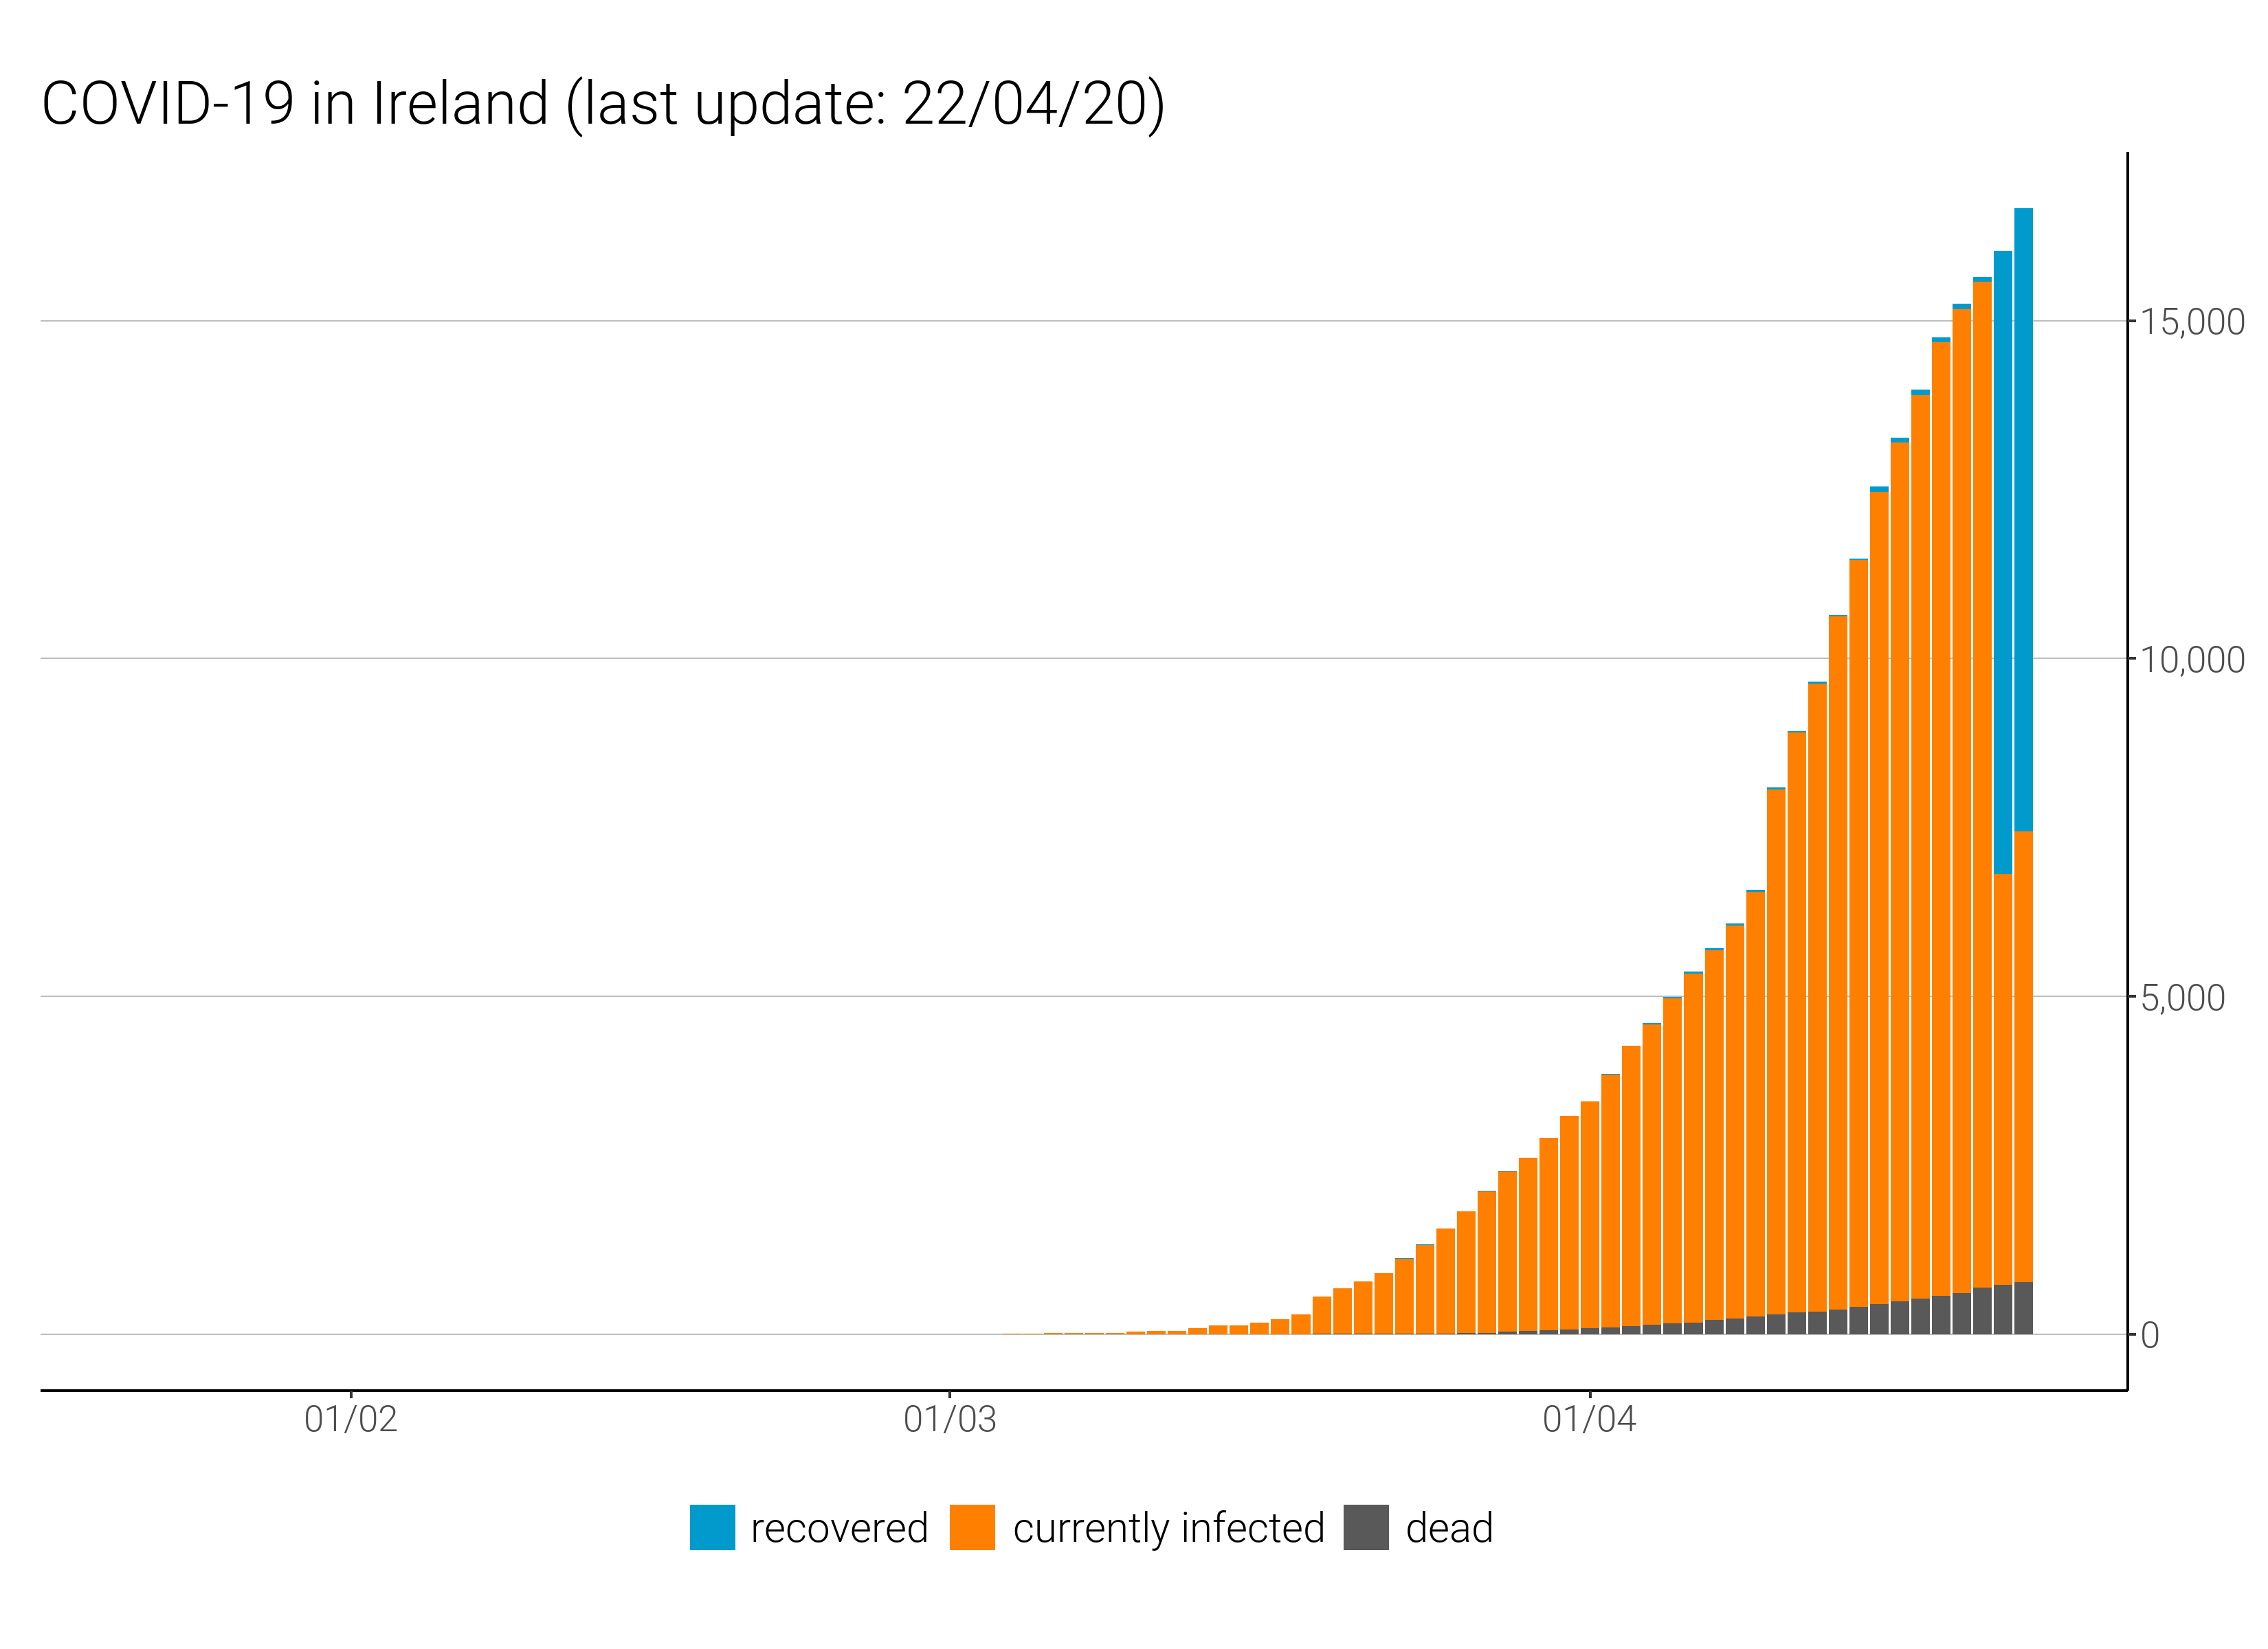 COVID-19 in Ireland (last update: 22/04/20)
15,000
10,000
5,000
0
01/02 01/03 01/04
recovered currently infected dead